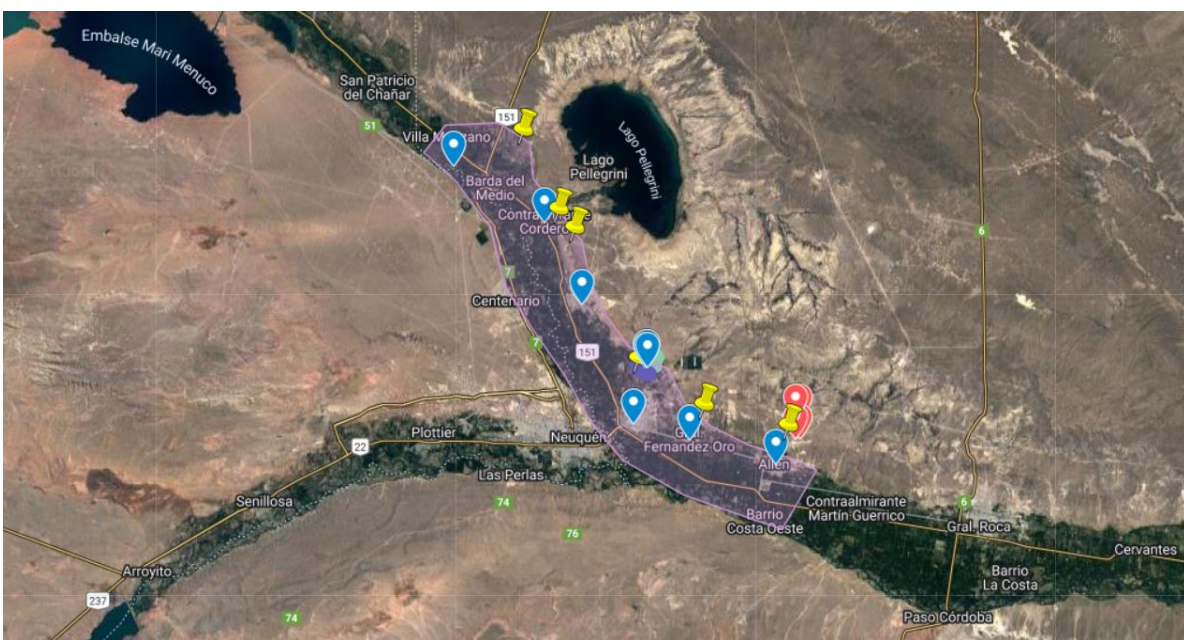 Embalse Mari Menuco
San Patricio
del Chañar
51
151
Villa
Barda del
Medio
Lago
Pellegrini
Lago Pellegrini
Cordero
6
7
Centenario
7
151
Plottier
Neuquén
22
Fernandez Oro
Las Perlas
Allen
Senillosa
74
76
Barrio
Costa Oeste
Contraalmirante
Martín Guerrico
6
Gral. Roca
Cervantes
Arroyito
Barrio
La Costa
237
74
Paso Córdoba